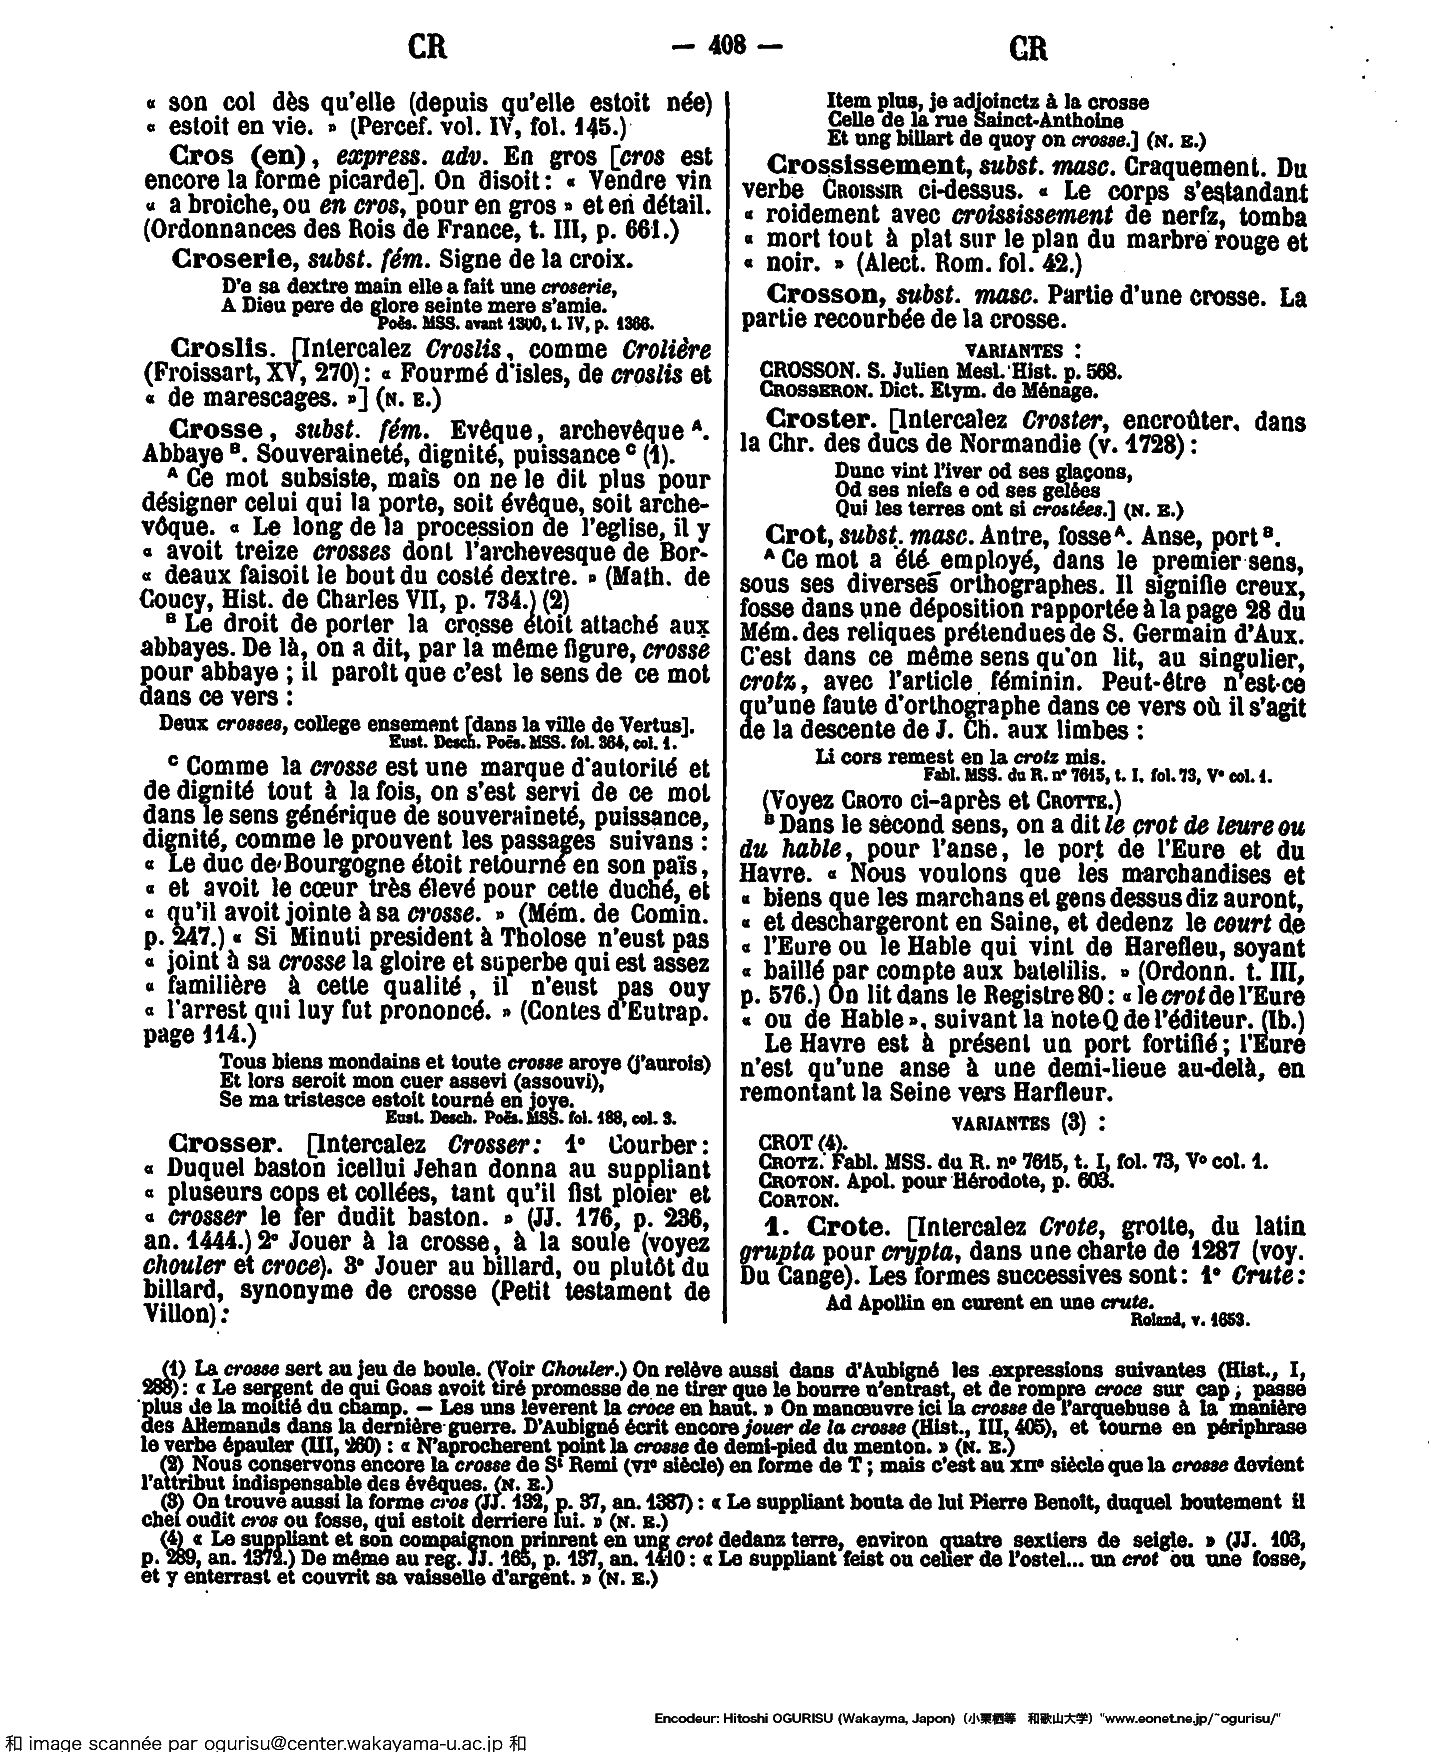 CR — 408 — CR
« son col dès qu'elle (depuis qu'elle estoit née)
« estoit en vie. » (Percef. vol. IV, fol. 145.)
Cros (en), express. adv. En gros [cros est
encore la forme picarde]. On disoit : « Vendre vin
« a broiche, ou en cros, pour en gros » et en détail.
(Ordonnances des Rois de France, t. III, p. 661.)
Croserie, subst. fém. Signe de la croix.
D'e sa dextre main elle a fait une croserie,
A Dieu pere de glore seinte mere s'amie.
Poës. MSS. avant 1300, t. IV, p. 1366.
Croslis. [Intercalez Croslis, comme Crolière
(Froissart, XV, 270) : « Fourmé d'isles, de croslis et
« de marescages. »] (N. E.)
Crosse, subst. fém. Evêque, archevêque A.
Abbaye B. Souveraineté, dignité, puissance C (1).
A Ce mot subsiste, mais on ne le dit plus pour
désigner celui qui la porte, soit évêque, soit arche-
vôque. « Le long de la procession de l'eglise, il y
« avoit treize crosses dont l'archevesque de Bor-
« deaux faisoit le bout du costé dextre. » (Math. de
Coucy, Hist. de Charles VII, p. 734.) (2)
B Le droit de porter la crosse étoit attaché aux
abbayes. De là, on a dit, par la même figure, crosse
pour abbaye ; il paroît que c'est le sens de ce mot
dans ce vers :
Deux crosses, college ensement [dans la ville de Vertus].
Eust. Desch. Poës. MSS. fol. 364, col. 1.
C Comme la crosse est une marque d'autorité et
de dignité tout à la fois, on s'est servi de ce mot
dans le sens générique de souveraineté, puissance,
dignité, comme le prouvent les passages suivans :
« Le duc de Bourgogne étoit retourné en son païs,
« et avoit le cœur très élevé pour cette duché, et
« qu'il avoit jointe à sa crosse. » (Mém. de Comin.
p. 247.) « Si Minuti president à Tholose n'eust pas
« joint à sa crosse la gloire et superbe qui est assez
« familière à cette qualité, il n'eust pas ouy
« l'arrest qui luy fut prononcé. » (Contes d'Eutrap.
page 114.)
Tous biens mondains et toute crosse aroye (j'aurois)
Et lors seroit mon cuer assevi (assouvi),
Se ma tristesce estoit tourné en joye.
Eust. Desch. Poës. MSS. fol. 188, col. 3.
Crosser. [Intercalez Crosser : 1° Courber :
« Duquel baston icellui Jehan donna au suppliant
« pluseurs cops et collées, tant qu'il fist ploier et
« crosser le fer dudit baston. » (JJ. 176, p. 236,
an. 1444.) 2° Jouer à la crosse, à la soule (voyez
chouler et croce). 3° Jouer au billard, ou plutôt du
billard, synonyme de crosse (Petit testament de
Villon) :
Item plus, je adjoinctz à la crosse
Celle de la rue Sainct-Anthoine
Et ung billart de quoy on crosse.] (N. E.)
Crossissement, subst. masc. Craquement. Du
verbe CROISSIR ci-dessus. « Le corps s'estandant
« roidement avec croississement de nerfz, tomba
« mort tout à plat sur le plan du marbre rouge et
« noir. » (Alect. Rom. fol. 42.)
Crosson, subst. masc. Partie d'une crosse. La
partie recourbée de la crosse.
VARIANTES :
CROSSON. S. Julien Mesl. Hist. p. 568.
CROSSERON. Dict. Etym. de Ménage.
Croster. [Intercalez Croster, encroûter, dans
la Chr. des ducs de Normandie (v. 1728) :
Dunc vint l'iver od ses glaçons,
Od ses niefs e od ses gelées
Qui les terres ont si crostées.] (N. E.)
Crot, subst. masc. Antre, fosse A. Anse, port B.
A Ce mot a été employé, dans le premier sens,
sous ses diverses orthographes. Il signifie creux,
fosse dans une déposition rapportée à la page 28 du
Mém. des reliques prétendues de S. Germain d'Aux.
C'est dans ce même sens qu'on lit, au singulier,
crotz, avec l'article féminin. Peut-être n'est-ce
qu'une faute d'orthographe dans ce vers où il s'agit
de la descente de J. Ch. aux limbes :
Li cors remest en la crotz mis.
Fabl. MSS. du R. n° 7615, t. I, fol. 73, V° col. 1.
(Voyez CROTO ci-après et CROTTE.)
B Dans le second sens, on a dit le crot de leure ou
du hable, pour l'anse, le port de l'Eure et du
Havre. « Nous voulons que les marchandises et
« biens que les marchans et gens dessus diz auront,
« et deschargeront en Saine, et dedenz le court de
« l'Eure ou le Hable qui vint de Harefleu, soyant
« baillé par compte aux batelilis. » (Ordonn. t. III,
p. 576.) On lit dans le Registre 80 : « le crot de l'Eure
« ou de Hable », suivant la note Q de l'éditeur. (Ib.)
Le Havre est à présent un port fortifié ; l'Eure
n'est qu'une anse à une demi-lieue au-delà, en
remontant la Seine vers Harfleur.
VARIANTES (3) :
CROT (4).
CROTZ. Fabl. MSS. du R. n° 7615, t. I, fol. 73, V° col. 1.
CROTON. Apol. pour Hérodote, p. 603.
CORTON.
1. Crote. [Intercalez Crote, grotte, du latin
grupta pour crypta, dans une charte de 1287 (voy.
Du Cange). Les formes successives sont : 1° Crute :
Ad Apollin en curent en une crute.
Roland, v. 1653.
(1) La crosse sert au jeu de boule. (Voir Chouler.) On relève aussi dans d'Aubigné les expressions suivantes (Hist., I,
288) : « Le sergent de qui Goas avoit tiré promesse de ne tirer que le bourre n'entrast, et de rompre croce sur cap, passe
plus de la moitié du champ. — Les uns leverent la croce en haut. » On manœuvre ici la crosse de l'arquebuse à la manière
des Allemands dans la dernière guerre. D'Aubigné écrit encore jouer de la crosse (Hist., III, 405), et tourne en périphrase
le verbe épauler (III, 260) : « N'aprocherent point la crosse de demi-pied du menton. » (N. E.)
(2) Nous conservons encore la crosse de St Remi (VIe siècle) en forme de T ; mais c'est au XIIe siècle que la crosse devient
l'attribut indispensable des évêques. (N. E.)
(3) On trouve aussi la forme cros (JJ. 132, p. 37, an. 1387) : « Le suppliant bouta de lui Pierre Benoît, duquel boutement il
chei oudit cros ou fosse, qui estoit derriere lui. » (N. E.)
(4) « Le suppliant et son compaignon prinrent en ung crot dedanz terre, environ quatre sextiers de seigle. » (JJ. 103,
p. 289, an. 1372.) De même au reg. JJ. 165, p. 137, an. 1410 : « Le suppliant feist ou celier de l'ostel... un crot ou une fosse,
et y enterrast et couvrit sa vaisselle d'argent. » (N. E.)
Encodeur: Hitoshi OGURISU (Wakayma, Japon) (小栗栖等 和歌山大学) "www.eonet.ne.jp/~ogurisu/"
和 image scannée par ogurisu@center.wakayama-u.ac.jp 和